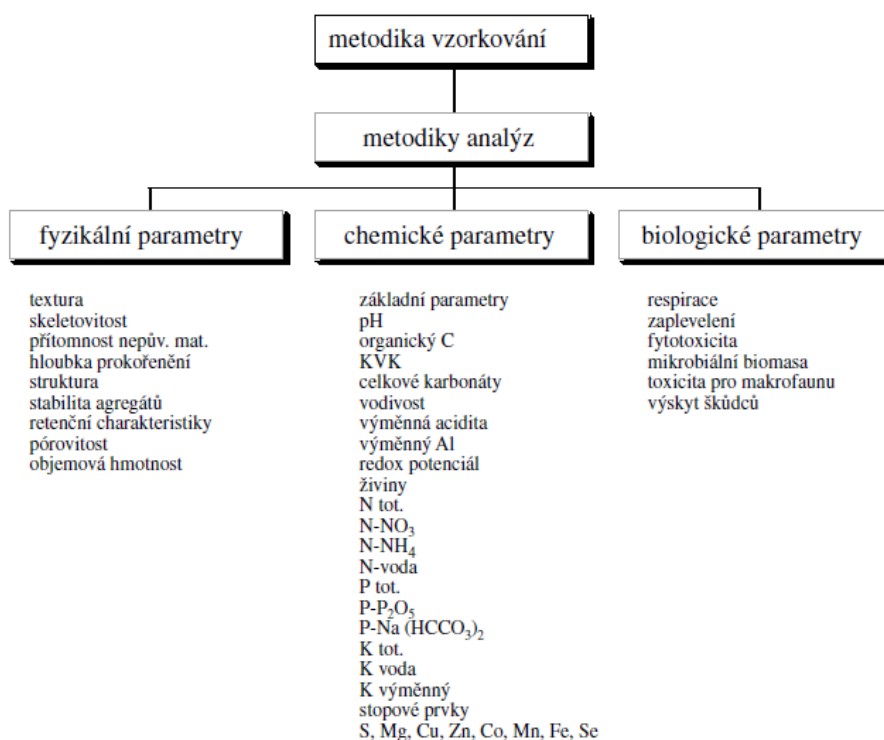 metodika vzorkování
metodiky analýz
fyzikální parametry
textura
skeletovitost
přítomnost nepův. mat.
hloubka prokořenění
struktura
stabilita agregátů
retenční charakteristiky
pórovitost
objemová hmotnost
chemické parametry
základní parametry
pH
organický C
KVK
celkové karbonáty
vodivost
výměnná acidita
výměnný Al
redox potenciál
živiny
N tot.
N-NO₃
N-NH₄
N-voda
P tot.
P-P₂O₅
P-Na (HCCO₃)₂
K tot.
K voda
K výměnný
stopové prvky
S, Mg, Cu, Zn, Co, Mn, Fe, Se
biologické parametry
respirace
zaplevelení
fytotoxicita
mikrobiální biomasa
toxicita pro makrofaunu
výskyt škůdců